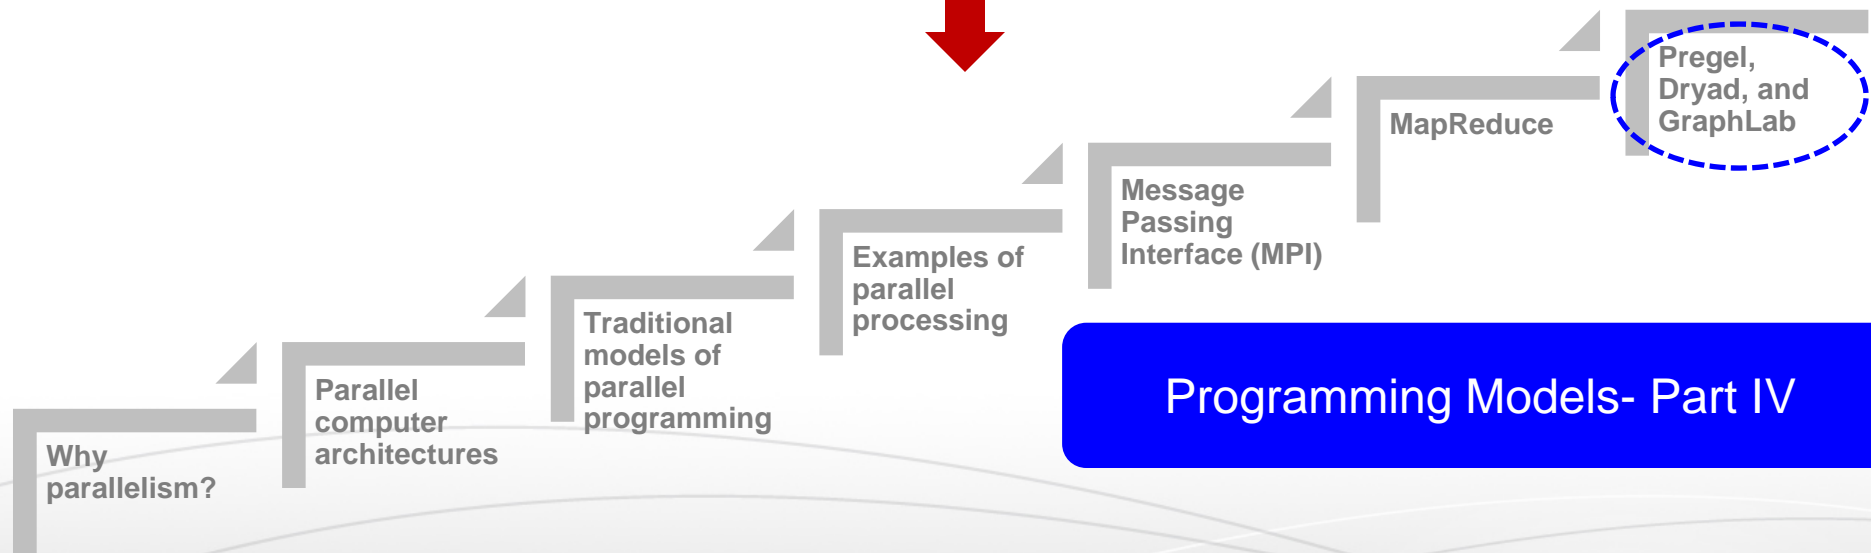 Why
parallelism?
Parallel
computer
architectures
Traditional
models of
parallel
programming
Examples of
parallel
processing
Message
Passing
Interface (MPI)
MapReduce
Pregel,
Dryad, and
GraphLab
Programming Models- Part IV